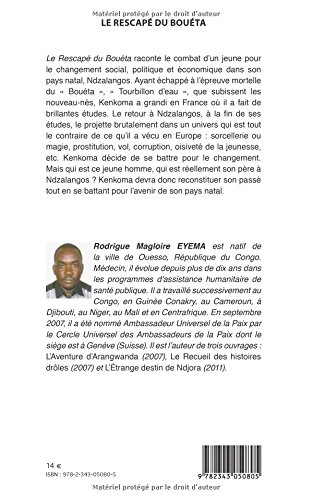 Matériel protégé par le droit d'auteur
LE RESCAPÉ DU BOUÉTA
Le Rescapé du Bouéta raconte le combat d'un jeune pour
le changement social, politique et économique dans son
pays natal, Ndzalangos. Ayant échappé à l'épreuve mortelle
du « Bouéta », « Tourbillon d'eau », que subissent les
nouveau-nés, Kenkoma a grandi en France où il a fait de
brillantes études. Le retour à Ndzalangos, à la fin de ses
études, le projette brutalement dans un univers qui est tout
le contraire de ce qu'il a vécu en Europe : sorcellerie ou
magie, prostitution, vol, corruption, oisiveté de la jeunesse,
etc. Kenkoma décide de se battre pour le changement.
Mais qui est ce jeune homme, qui est réellement son père à
Ndzalangos ? Kenkoma devra donc reconstituer son passé
tout en se battant pour l'avenir de son pays natal.
Rodrigue Magloire EYEMA est natif de
la ville de Ouesso, République du Congo.
Médecin, il évolue depuis plus de dix ans dans
les programmes d'assistance humanitaire de
santé publique. Il a travaillé successivement au
Congo, en Guinée Conakry, au Cameroun, à
Djibouti, au Niger, au Mali et en Centrafrique. En septembre
2007, il a été nommé Ambassadeur Universel de la Paix par
le Cercle Universel des Ambassadeurs de la Paix dont le
siège est à Genève (Suisse). Il est l'auteur de trois ouvrages :
L'Aventure d'Arangwanda (2007), Le Recueil des histoires
drôles (2007) et L'Étrange destin de Ndjora (2011).
14 €
ISBN : 978-2-343-05080-5
9 782343 050805
Matériel protégé par le droit d'auteur